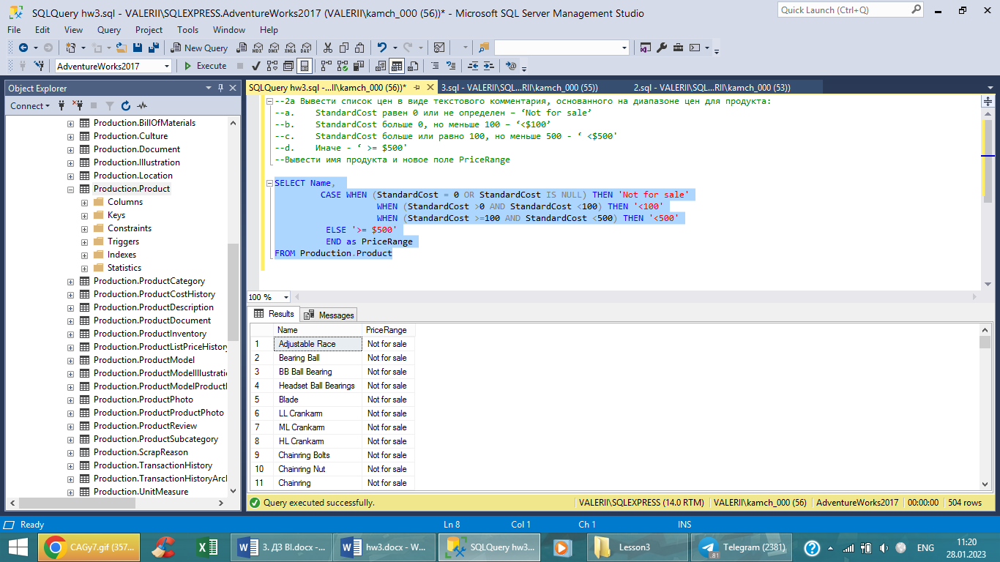 SQLQuery hw3.sql - VALERII\SQLEXPRESS.AdventureWorks2017 (VALERII\kamch_000 (56))* - Microsoft SQL Server Management Studio
Quick Launch (Ctrl+Q)
File Edit View Query Project Tools Window Help
New Query MDX DMX XMLA DAX
AdventureWorks2017 Execute
Object Explorer
SQLQuery hw3.sql -...II\kamch_000 (56))* 3.sql - VALERII\SQL...RII\kamch_000 (55)) 2.sql - VALERII\SQL...RII\kamch_000 (53))
Connect
Production.BillOfMaterials
Production.Culture
Production.Document
Production.Illustration
Production.Location
Production.Product
Columns
Keys
Constraints
Triggers
Indexes
Statistics
Production.ProductCategory
Production.ProductCostHistory
Production.ProductDescription
Production.ProductDocument
Production.ProductInventory
Production.ProductListPriceHistory
Production.ProductModel
Production.ProductModelIllustrati
Production.ProductModelProductI
Production.ProductPhoto
Production.ProductProductPhoto
Production.ProductReview
Production.ProductSubcategory
Production.ScrapReason
Production.TransactionHistory
Production.TransactionHistoryArcl
Production.UnitMeasure
--2a Вывести список цен в виде текстового комментария, основанного на диапазоне цен для продукта:
--a. StandardCost равен 0 или не определен – ‘Not for sale’
--b. StandardCost больше 0, но меньше 100 – ‘<$100’
--c. StandardCost больше или равно 100, но меньше 500 - ‘ <$500'
--d. Иначе - ‘ >= $500'
--Вывести имя продукта и новое поле PriceRange
SELECT Name,
CASE WHEN (StandardCost = 0 OR StandardCost IS NULL) THEN 'Not for sale'
WHEN (StandardCost >0 AND StandardCost <100) THEN '<100'
WHEN (StandardCost >=100 AND StandardCost <500) THEN '<500'
ELSE '>= $500'
END as PriceRange
FROM Production.Product
100 %
Results Messages
Name PriceRange
1 Adjustable Race Not for sale
2 Bearing Ball Not for sale
3 BB Ball Bearing Not for sale
4 Headset Ball Bearings Not for sale
5 Blade Not for sale
6 LL Crankarm Not for sale
7 ML Crankarm Not for sale
8 HL Crankarm Not for sale
9 Chainring Bolts Not for sale
10 Chainring Nut Not for sale
11 Chainring Not for sale
Query executed successfully. VALERII\SQLEXPRESS (14.0 RTM) VALERII\kamch_000 (56) AdventureWorks2017 00:00:00 504 rows
Ready Ln 8 Col 1 Ch 1 INS
CAGy7.gif (357... 3. ДЗ BI.docx -... hw3.docx - W... SQLQuery hw3... Lesson3 Telegram (2381) .81 ENG
11:20
28.01.2023